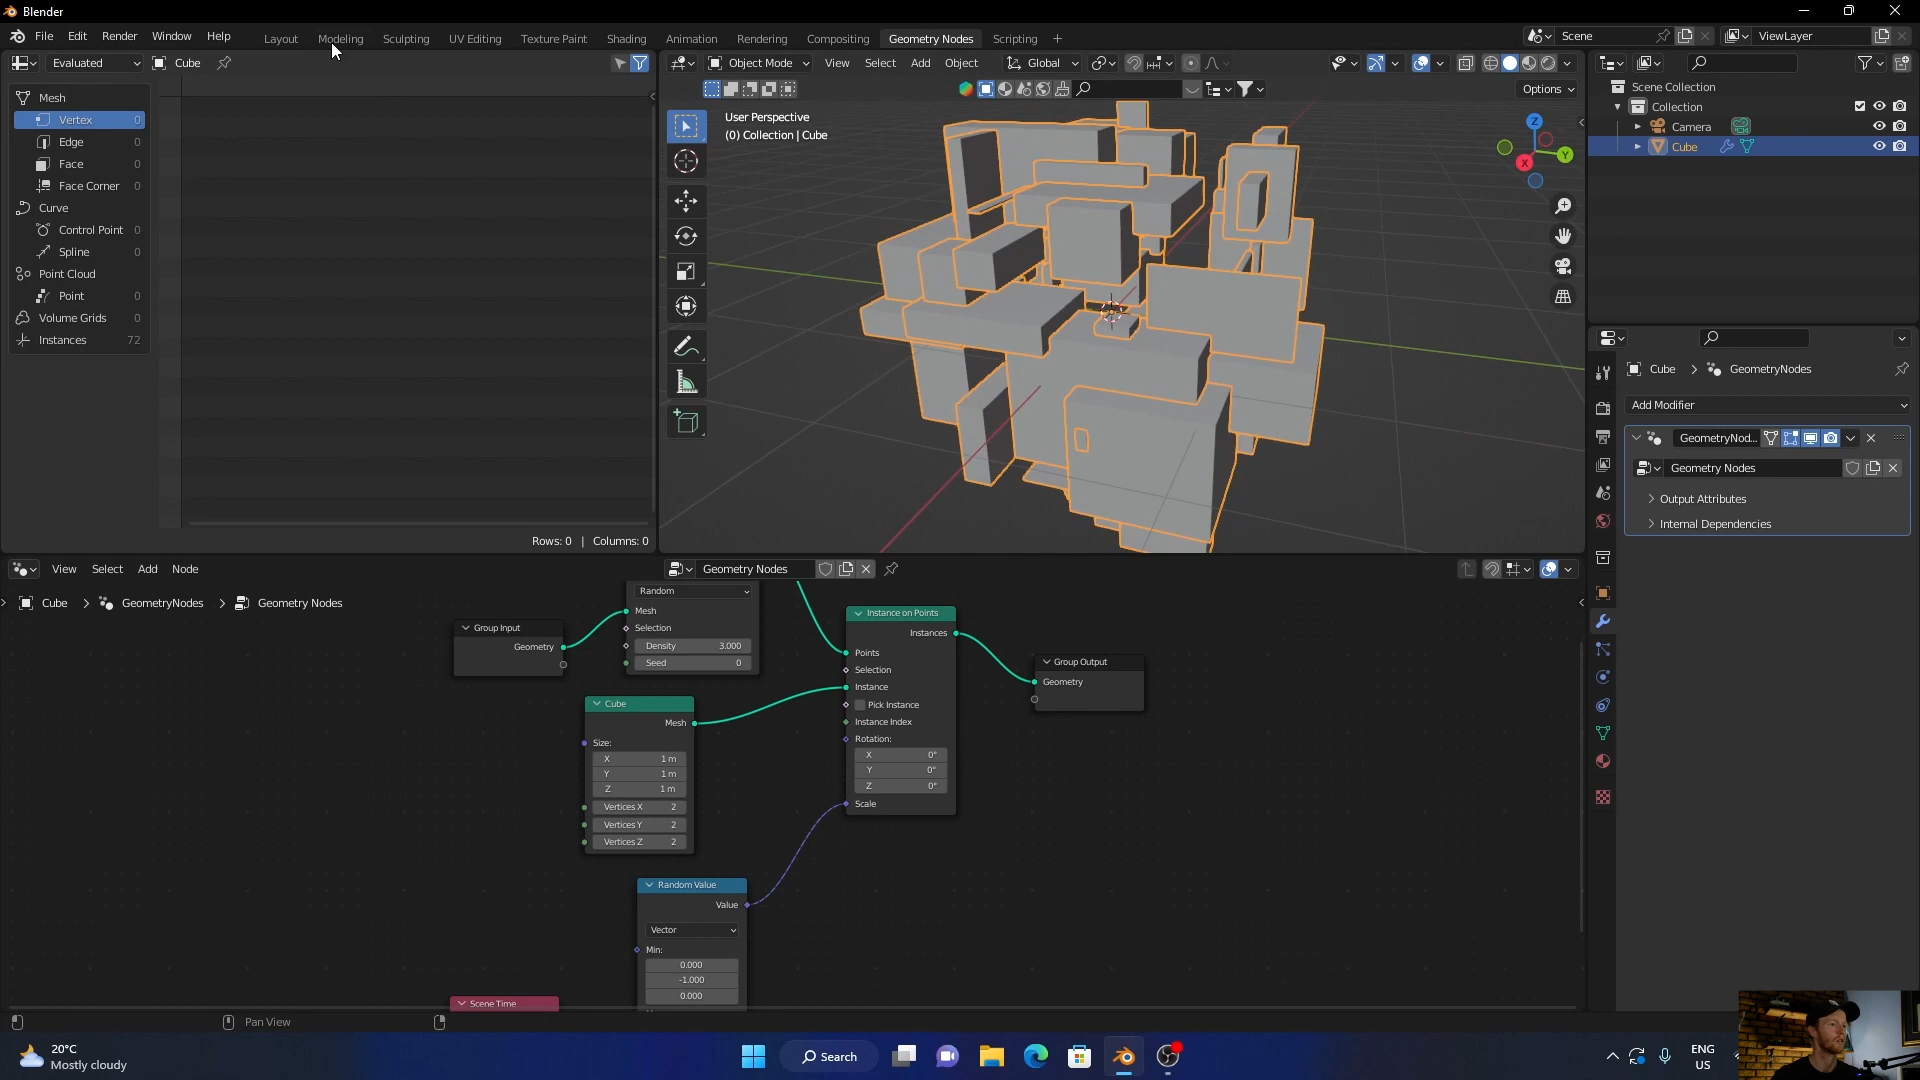 Blender
File Edit Render Window Help Layout Modeling Sculpting UV Editing Texture Paint Shading Animation Rendering Compositing Geometry Nodes Scripting + Scene ViewLayer
Evaluated Cube
Object Mode View Select Add Object Global
Options
Mesh
Vertex 0
Edge 0
Face 0
Face Corner 0
Curve
Control Point 0
Spline 0
Point Cloud
Point 0
Volume Grids 0
Instances 72
Rows: 0 | Columns: 0
User Perspective
(0) Collection | Cube
Z
Y
X
Scene Collection
Collection
Camera
Cube
Cube > GeometryNodes
Add Modifier
GeometryNod...
Geometry Nodes
Output Attributes
Internal Dependencies
View Select Add Node Geometry Nodes
Cube > GeometryNodes > Geometry Nodes
Group Input
Geometry
Random
Mesh
Selection
Density 3.000
Seed 0
Cube
Mesh
Size:
X 1 m
Y 1 m
Z 1 m
Vertices X 2
Vertices Y 2
Vertices Z 2
Instance on Points
Instances
Points
Selection
Instance
Pick Instance
Instance Index
Rotation:
X 0°
Y 0°
Z 0°
Scale
Group Output
Geometry
Random Value
Value
Vector
Min:
0.000
-1.000
0.000
Scene Time
Pan View
20°C
Mostly cloudy
Search
ENG
US